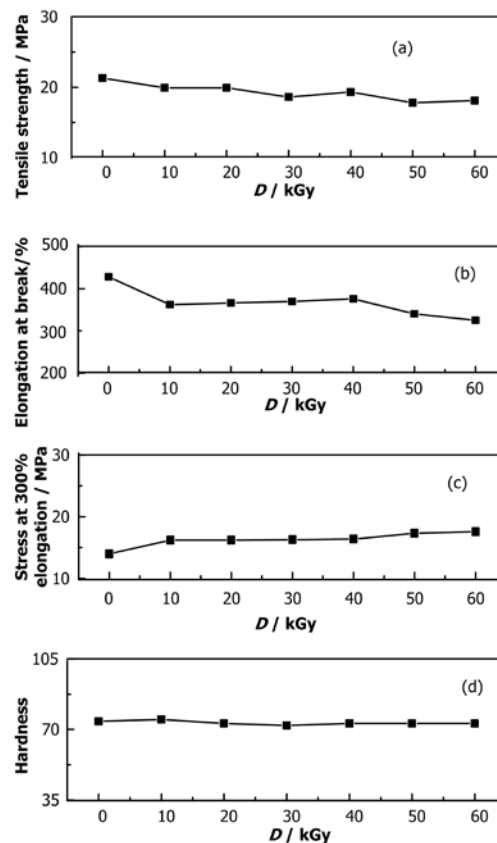 30
20
10
Tensile strength / MPa
(a)
0 10 20 30 40 50 60
D / kGy
500
400
300
200
Elongation at break/%
(b)
0 10 20 30 40 50 60
D / kGy
30
20
10
Stress at 300%
elongation / MPa
(c)
0 10 20 30 40 50 60
D / kGy
105
70
35
Hardness
(d)
0 10 20 30 40 50 60
D / kGy